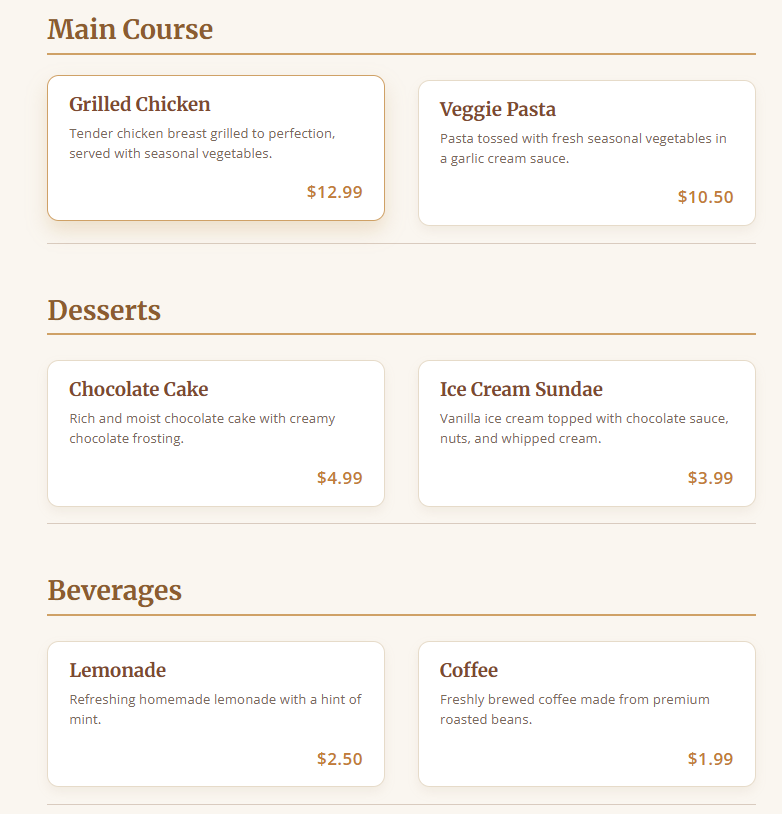 Main Course
Grilled Chicken
Tender chicken breast grilled to perfection,
served with seasonal vegetables.
$12.99
Veggie Pasta
Pasta tossed with fresh seasonal vegetables in
a garlic cream sauce.
$10.50
Desserts
Chocolate Cake
Rich and moist chocolate cake with creamy
chocolate frosting.
$4.99
Ice Cream Sundae
Vanilla ice cream topped with chocolate sauce,
nuts, and whipped cream.
$3.99
Beverages
Lemonade
Refreshing homemade lemonade with a hint of
mint.
$2.50
Coffee
Freshly brewed coffee made from premium
roasted beans.
$1.99